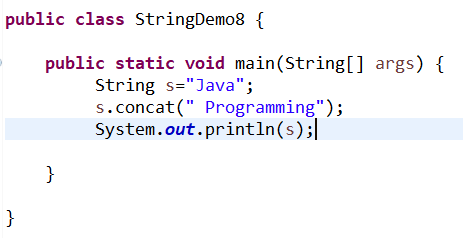 public class StringDemo8 {
public static void main(String[] args) {
String s="Java";
s.concat(" Programming");
System.out.println(s);
}
}